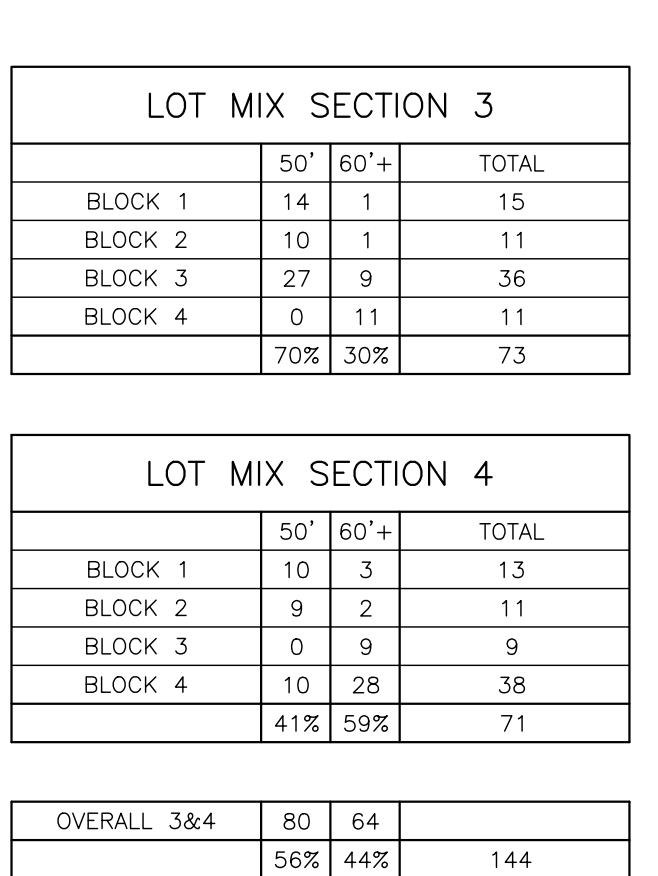 LOT MIX SECTION 3
50' 60'+ TOTAL
BLOCK 1 14 1 15
BLOCK 2 10 1 11
BLOCK 3 27 9 36
BLOCK 4 0 11 11
70% 30% 73
LOT MIX SECTION 4
50' 60'+ TOTAL
BLOCK 1 10 3 13
BLOCK 2 9 2 11
BLOCK 3 0 9 9
BLOCK 4 10 28 38
41% 59% 71
OVERALL 3&4 80 64
56% 44% 144